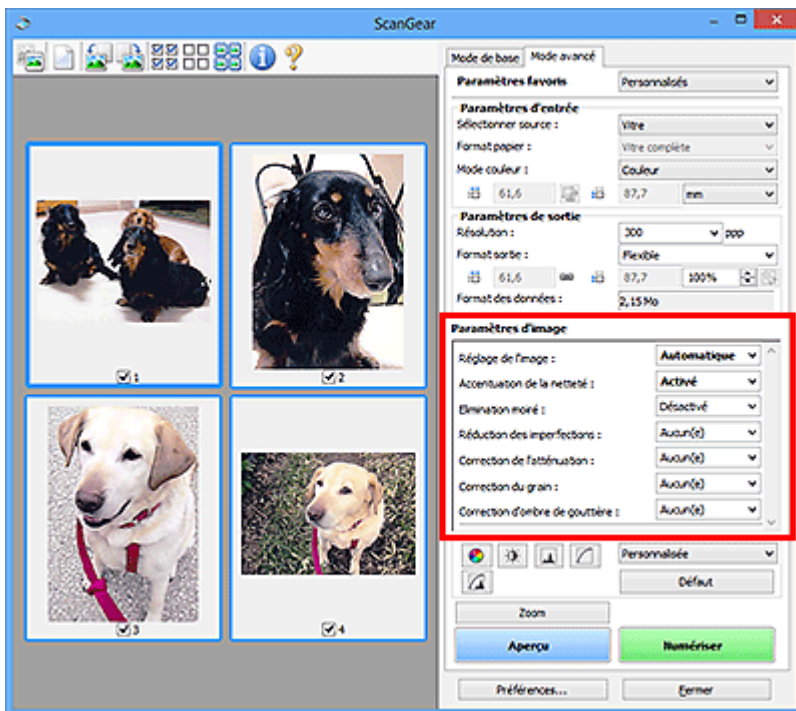 ScanGear
Mode de base Mode avancé
Paramètres favoris Personnalisés
Paramètres d'entrée
Sélectionner source : Vitre
Format papier : Vitre complète
Mode couleur : Couleur
61,6 87,7 mm
Paramètres de sortie
Résolution : 300 ppp
Format sortie : Flexible
61,6 87,7 100%
Format des données : 2,15 Mo
Paramètres d'image
Réglage de l'image : Automatique
Accentuation de la netteté : Activé
Elimination moiré : Désactivé
Réduction des imperfections : Aucun(e)
Correction de l'atténuation : Aucun(e)
Correction du grain : Aucun(e)
Correction d'ombre de gouttière : Aucun(e)
Personnalisée
Défaut
Zoom
Aperçu Numériser
Préférences... Fermer
1 2
3 4